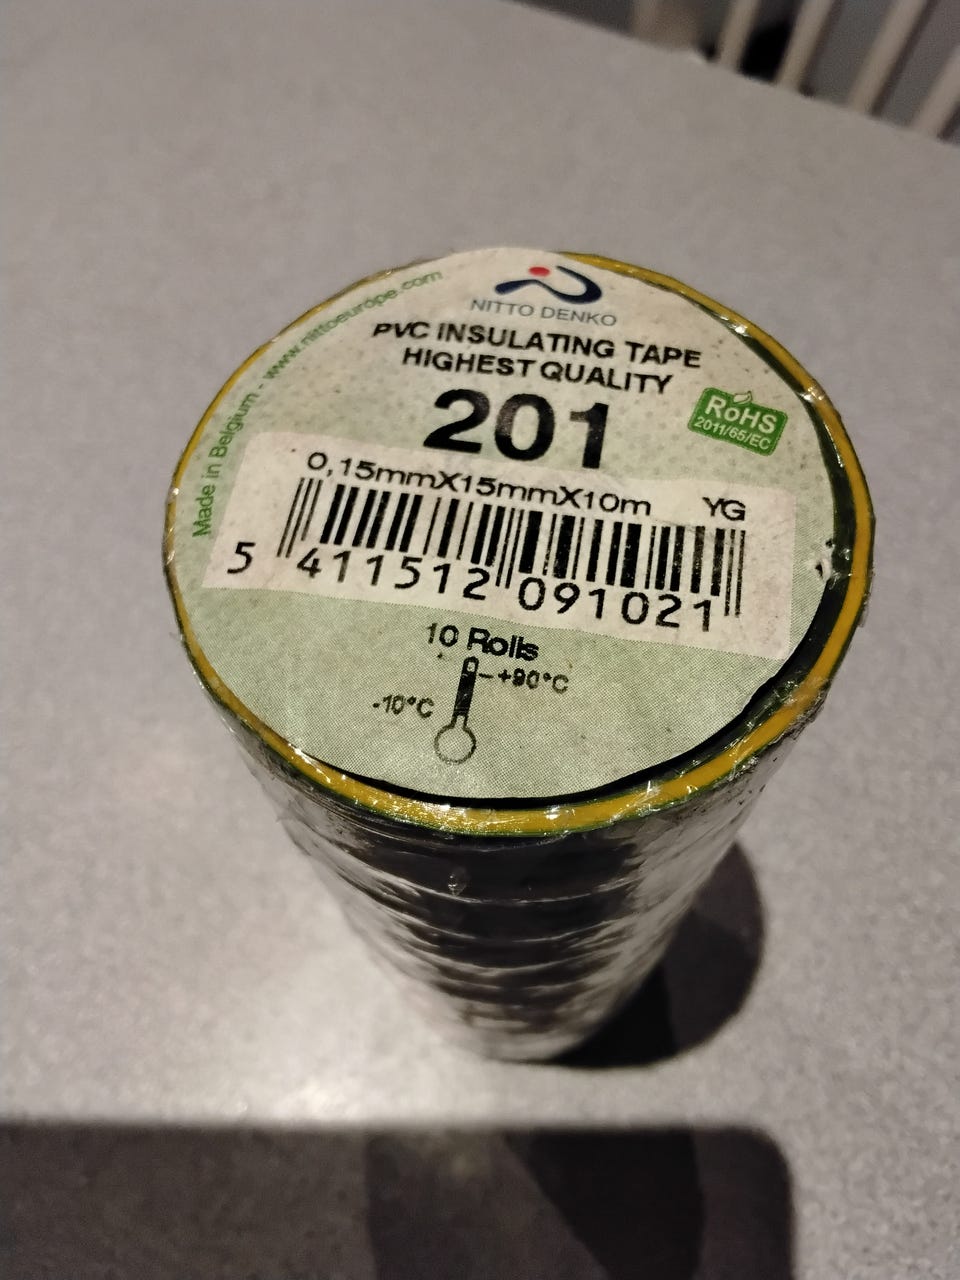 NITTO DENKO
PVC INSULATING TAPE
HIGHEST QUALITY
201
RoHS
2011/65/EC
Made in Belgium - www.nittoeurope.com
0,15mmX15mmX10m YG
5 411512 091021
10 Rolls
+90°C
-10°C